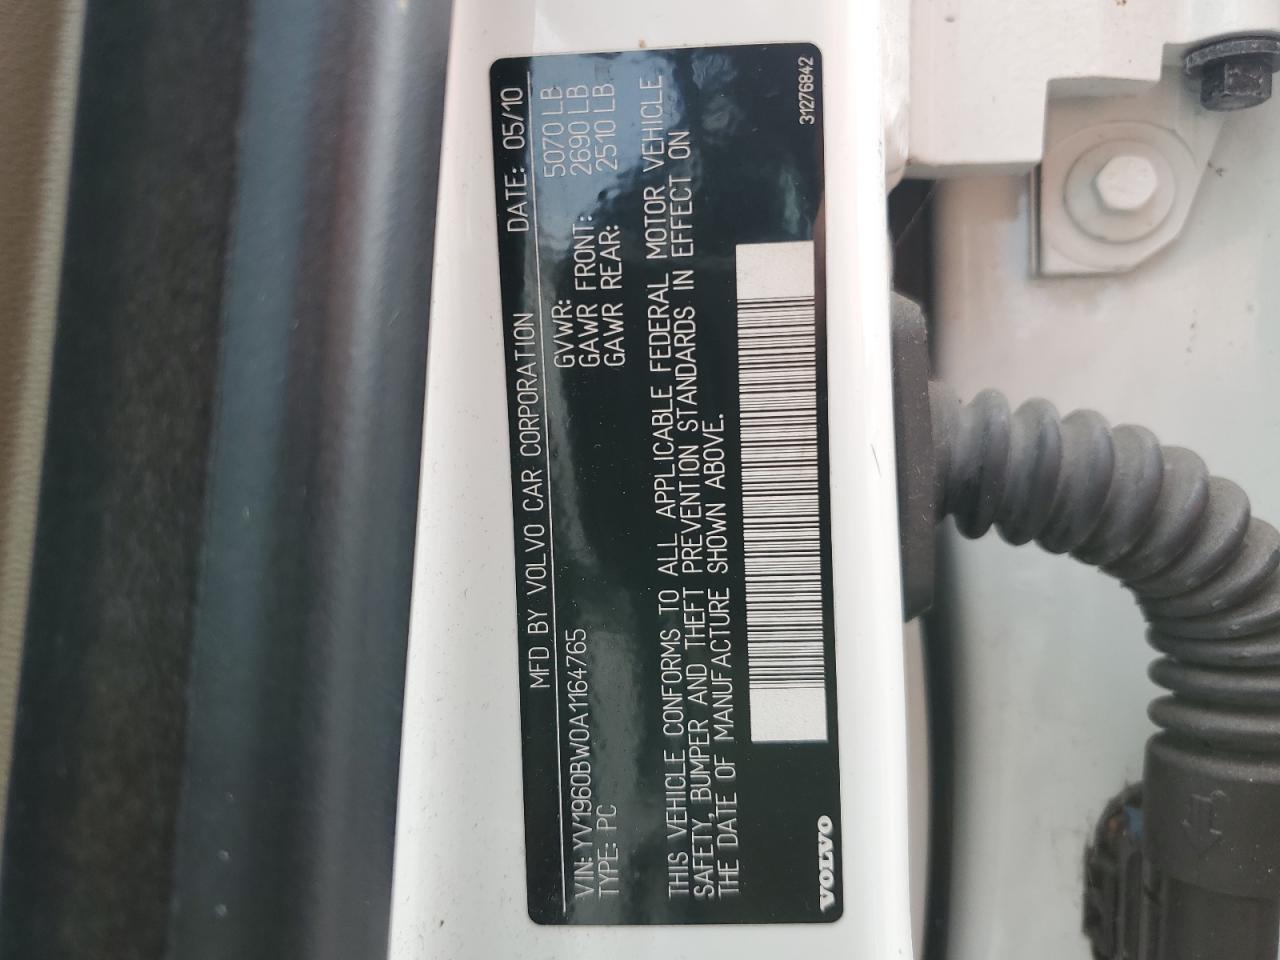 MFD BY VOLVO CAR CORPORATION DATE: 05/10
VIN: YV1960BW0A1164765 GVWR: 5070 LB
TYPE: PC GAWR FRONT: 2690 LB
GAWR REAR: 2510 LB
THIS VEHICLE CONFORMS TO ALL APPLICABLE FEDERAL MOTOR VEHICLE
SAFETY, BUMPER AND THEFT PREVENTION STANDARDS IN EFFECT ON
THE DATE OF MANUFACTURE SHOWN ABOVE.
VOLVO 31276842